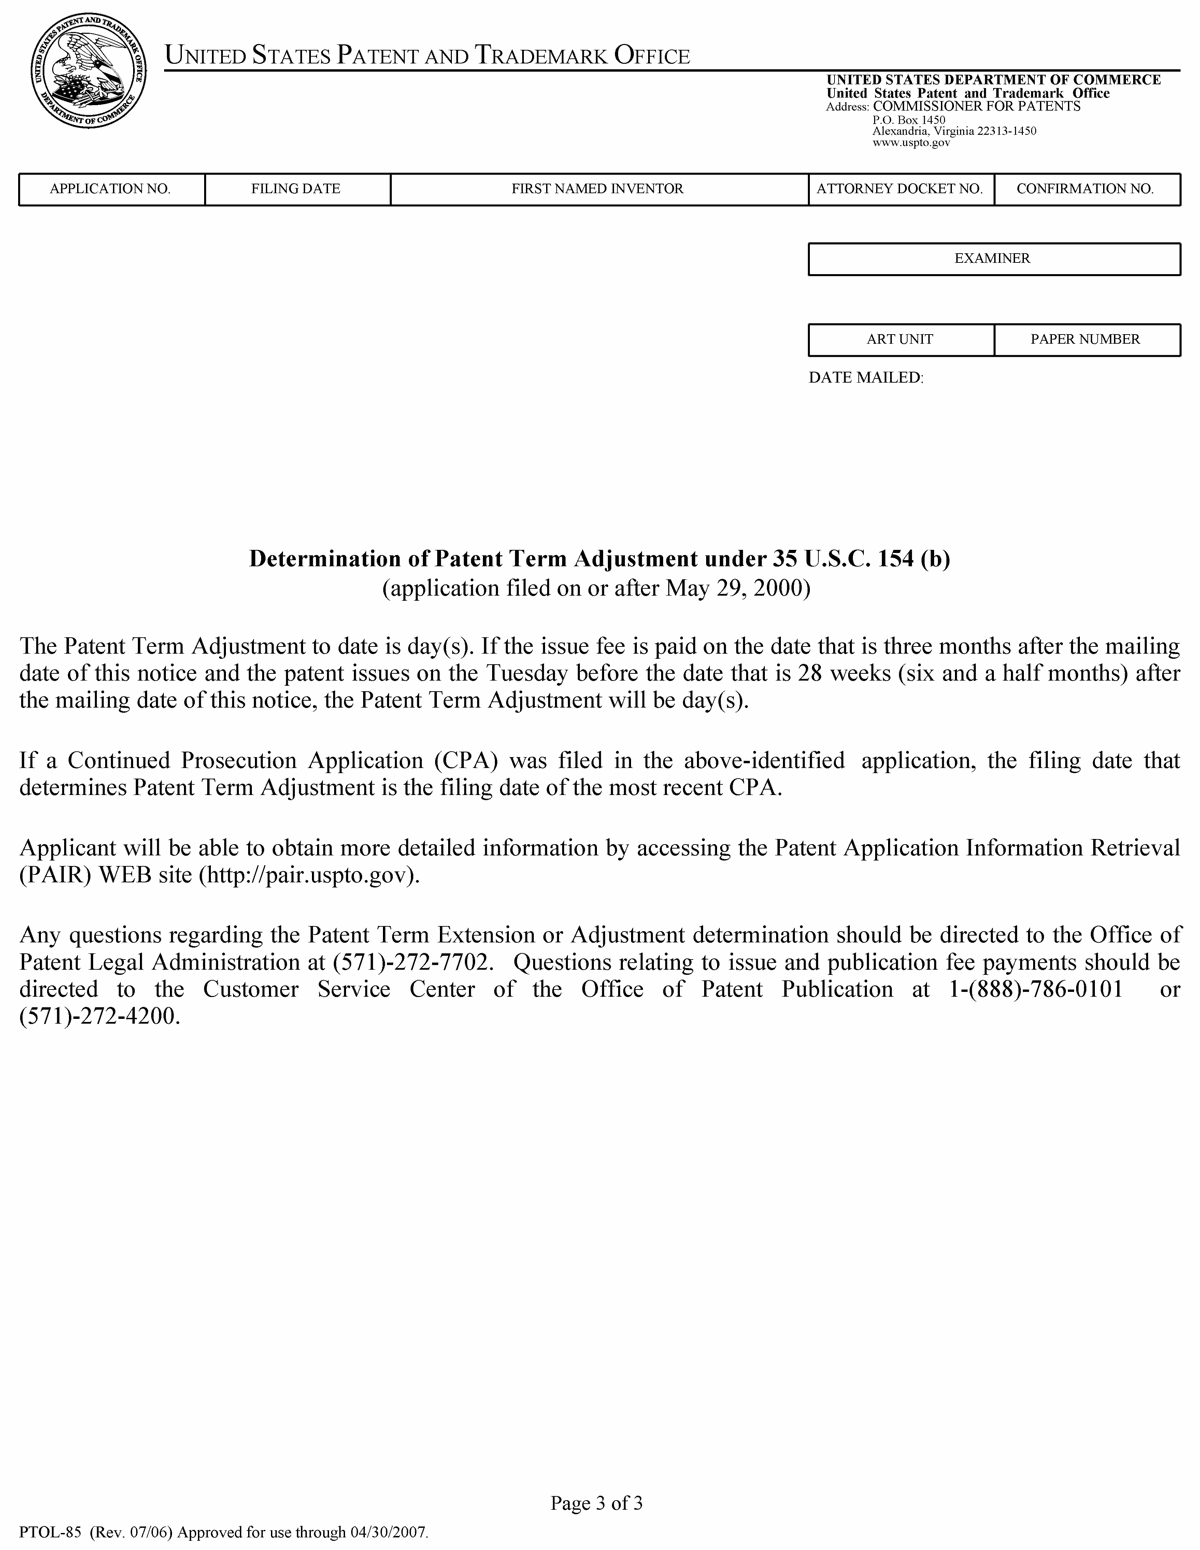 UNITED STATES PATENT AND TRADEMARK OFFICE
UNITED STATES PATENT AND TRADEMARK OFFICE
DEPARTMENT OF COMMERCE
UNITED STATES DEPARTMENT OF COMMERCE
United States Patent and Trademark Office
Address: COMMISSIONER FOR PATENTS
P.O. Box 1450
Alexandria, Virginia 22313-1450
www.uspto.gov
APPLICATION NO. FILING DATE FIRST NAMED INVENTOR ATTORNEY DOCKET NO. CONFIRMATION NO.
EXAMINER
ART UNIT PAPER NUMBER
DATE MAILED:
Determination of Patent Term Adjustment under 35 U.S.C. 154 (b)
(application filed on or after May 29, 2000)
The Patent Term Adjustment to date is day(s). If the issue fee is paid on the date that is three months after the mailing
date of this notice and the patent issues on the Tuesday before the date that is 28 weeks (six and a half months) after
the mailing date of this notice, the Patent Term Adjustment will be day(s).
If a Continued Prosecution Application (CPA) was filed in the above-identified application, the filing date that
determines Patent Term Adjustment is the filing date of the most recent CPA.
Applicant will be able to obtain more detailed information by accessing the Patent Application Information Retrieval
(PAIR) WEB site (http://pair.uspto.gov).
Any questions regarding the Patent Term Extension or Adjustment determination should be directed to the Office of
Patent Legal Administration at (571)-272-7702. Questions relating to issue and publication fee payments should be
directed to the Customer Service Center of the Office of Patent Publication at 1-(888)-786-0101 or
(571)-272-4200.
Page 3 of 3
PTOL-85 (Rev. 07/06) Approved for use through 04/30/2007.